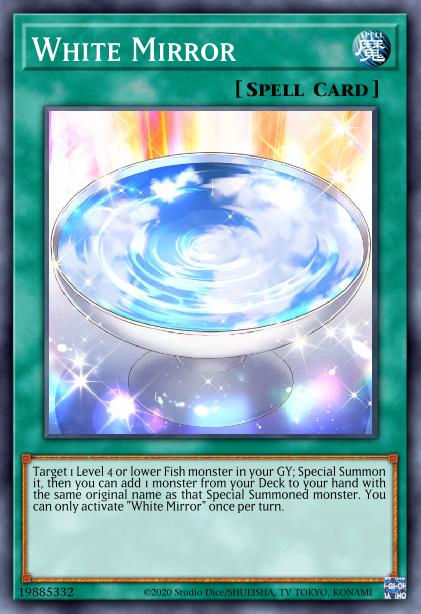 WHITE MIRROR
SPELL
魔
[SPELL CARD]
Target 1 Level 4 or lower Fish monster in your GY; Special Summon
it, then you can add 1 monster from your Deck to your hand with
the same original name as that Special Summoned monster. You
can only activate "White Mirror" once per turn.
19885332
©2020 Studio Dice/SHUEISHA, TV TOKYO, KONAMI